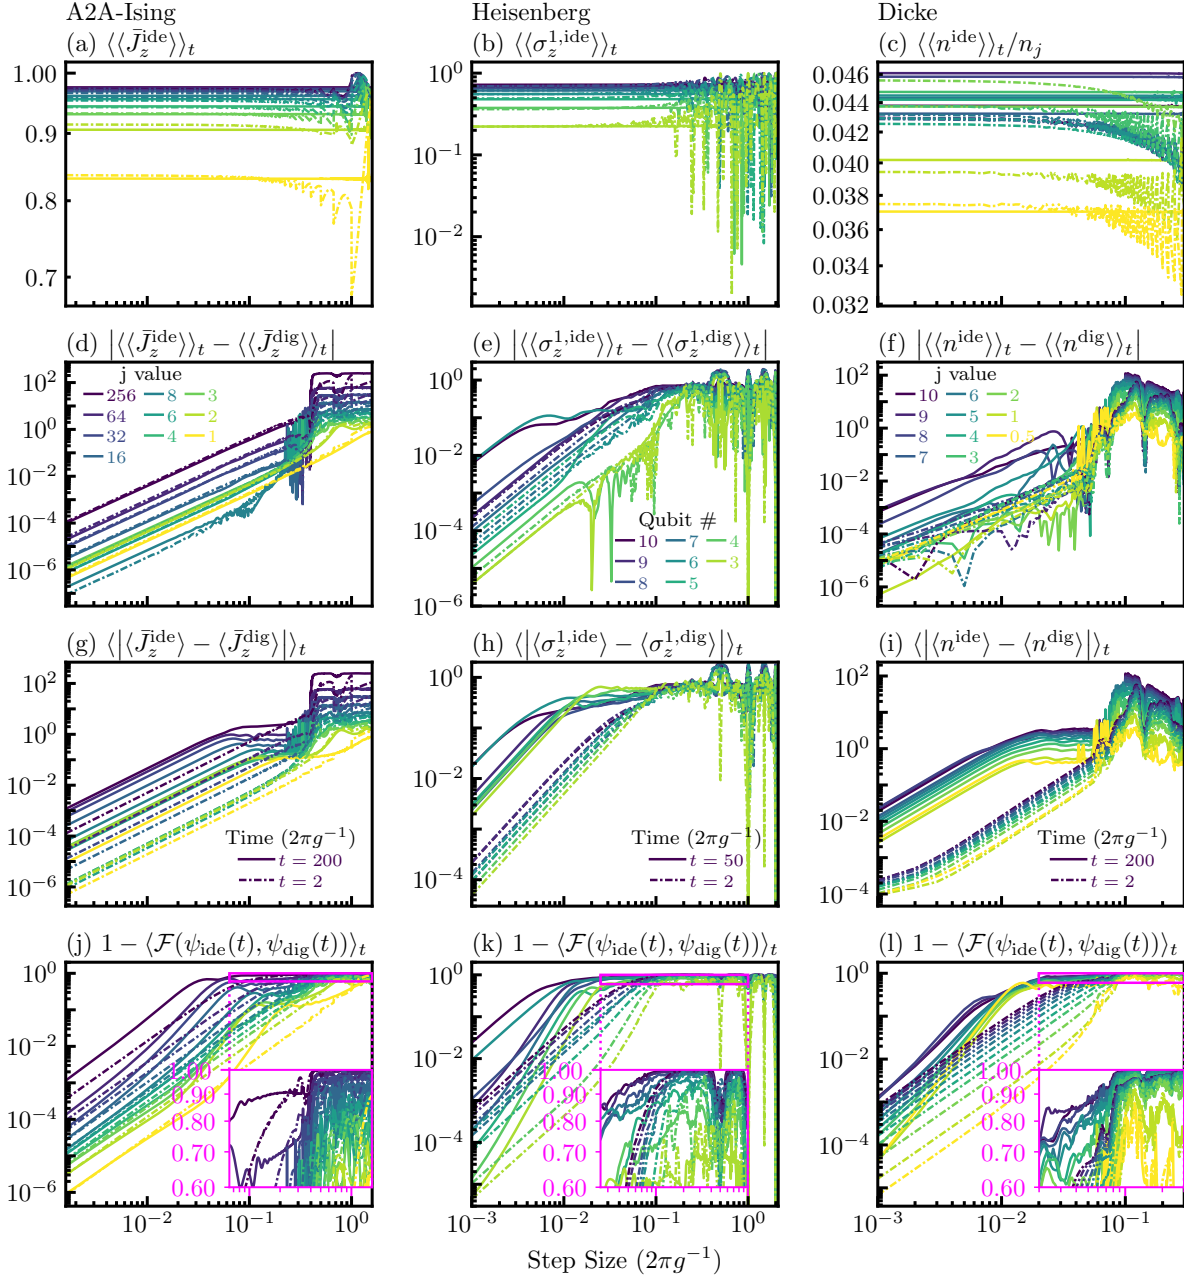 A2A-Ising
Heisenberg
Dicke
(a) ⟨⟨J̄_z^ide⟩⟩_t
(b) ⟨⟨σ_z^{1,ide}⟩⟩_t
(c) ⟨⟨n^ide⟩⟩_t/n_j
1.00
0.9
0.8
0.7
10^0
10^-1
10^-2
0.046
0.044
0.042
0.040
0.038
0.036
0.034
0.032
(d) |⟨⟨J̄_z^ide⟩⟩_t − ⟨⟨J̄_z^dig⟩⟩_t|
(e) |⟨⟨σ_z^{1,ide}⟩⟩_t − ⟨⟨σ_z^{1,dig}⟩⟩_t|
(f) |⟨⟨n^ide⟩⟩_t − ⟨⟨n^dig⟩⟩_t|
10^2
10^0
10^-2
10^-4
10^-6
j value
256 8 3
64 6 2
32 4 1
16
10^0
10^-2
10^-4
10^-6
Qubit #
10 7 4
9 6 3
8 5
10^2
10^0
10^-2
10^-4
10^-6
j value
10 6 2
9 5 1
8 4 0.5
7 3
(g) ⟨|⟨J̄_z^ide⟩ − ⟨J̄_z^dig⟩|⟩_t
(h) ⟨|⟨σ_z^{1,ide}⟩ − ⟨σ_z^{1,dig}⟩|⟩_t
(i) ⟨|⟨n^ide⟩ − ⟨n^dig⟩|⟩_t
10^2
10^0
10^-2
10^-4
10^-6
Time (2πg^-1)
t = 200
t = 2
10^0
10^-2
10^-4
Time (2πg^-1)
t = 50
t = 2
10^2
10^0
10^-2
10^-4
Time (2πg^-1)
t = 200
t = 2
(j) 1 − ⟨F(ψ_ide(t), ψ_dig(t))⟩_t
(k) 1 − ⟨F(ψ_ide(t), ψ_dig(t))⟩_t
(l) 1 − ⟨F(ψ_ide(t), ψ_dig(t))⟩_t
10^0
10^-2
10^-4
10^-6
1.00
0.90
0.80
0.70
0.60
10^-2
10^-1
10^0
10^0
10^-2
10^-4
1.00
0.90
0.80
0.70
0.60
10^-3
10^-2
10^-1
10^0
10^0
10^-2
10^-4
1.00
0.90
0.80
0.70
0.60
10^-3
10^-2
10^-1
Step Size (2πg^-1)